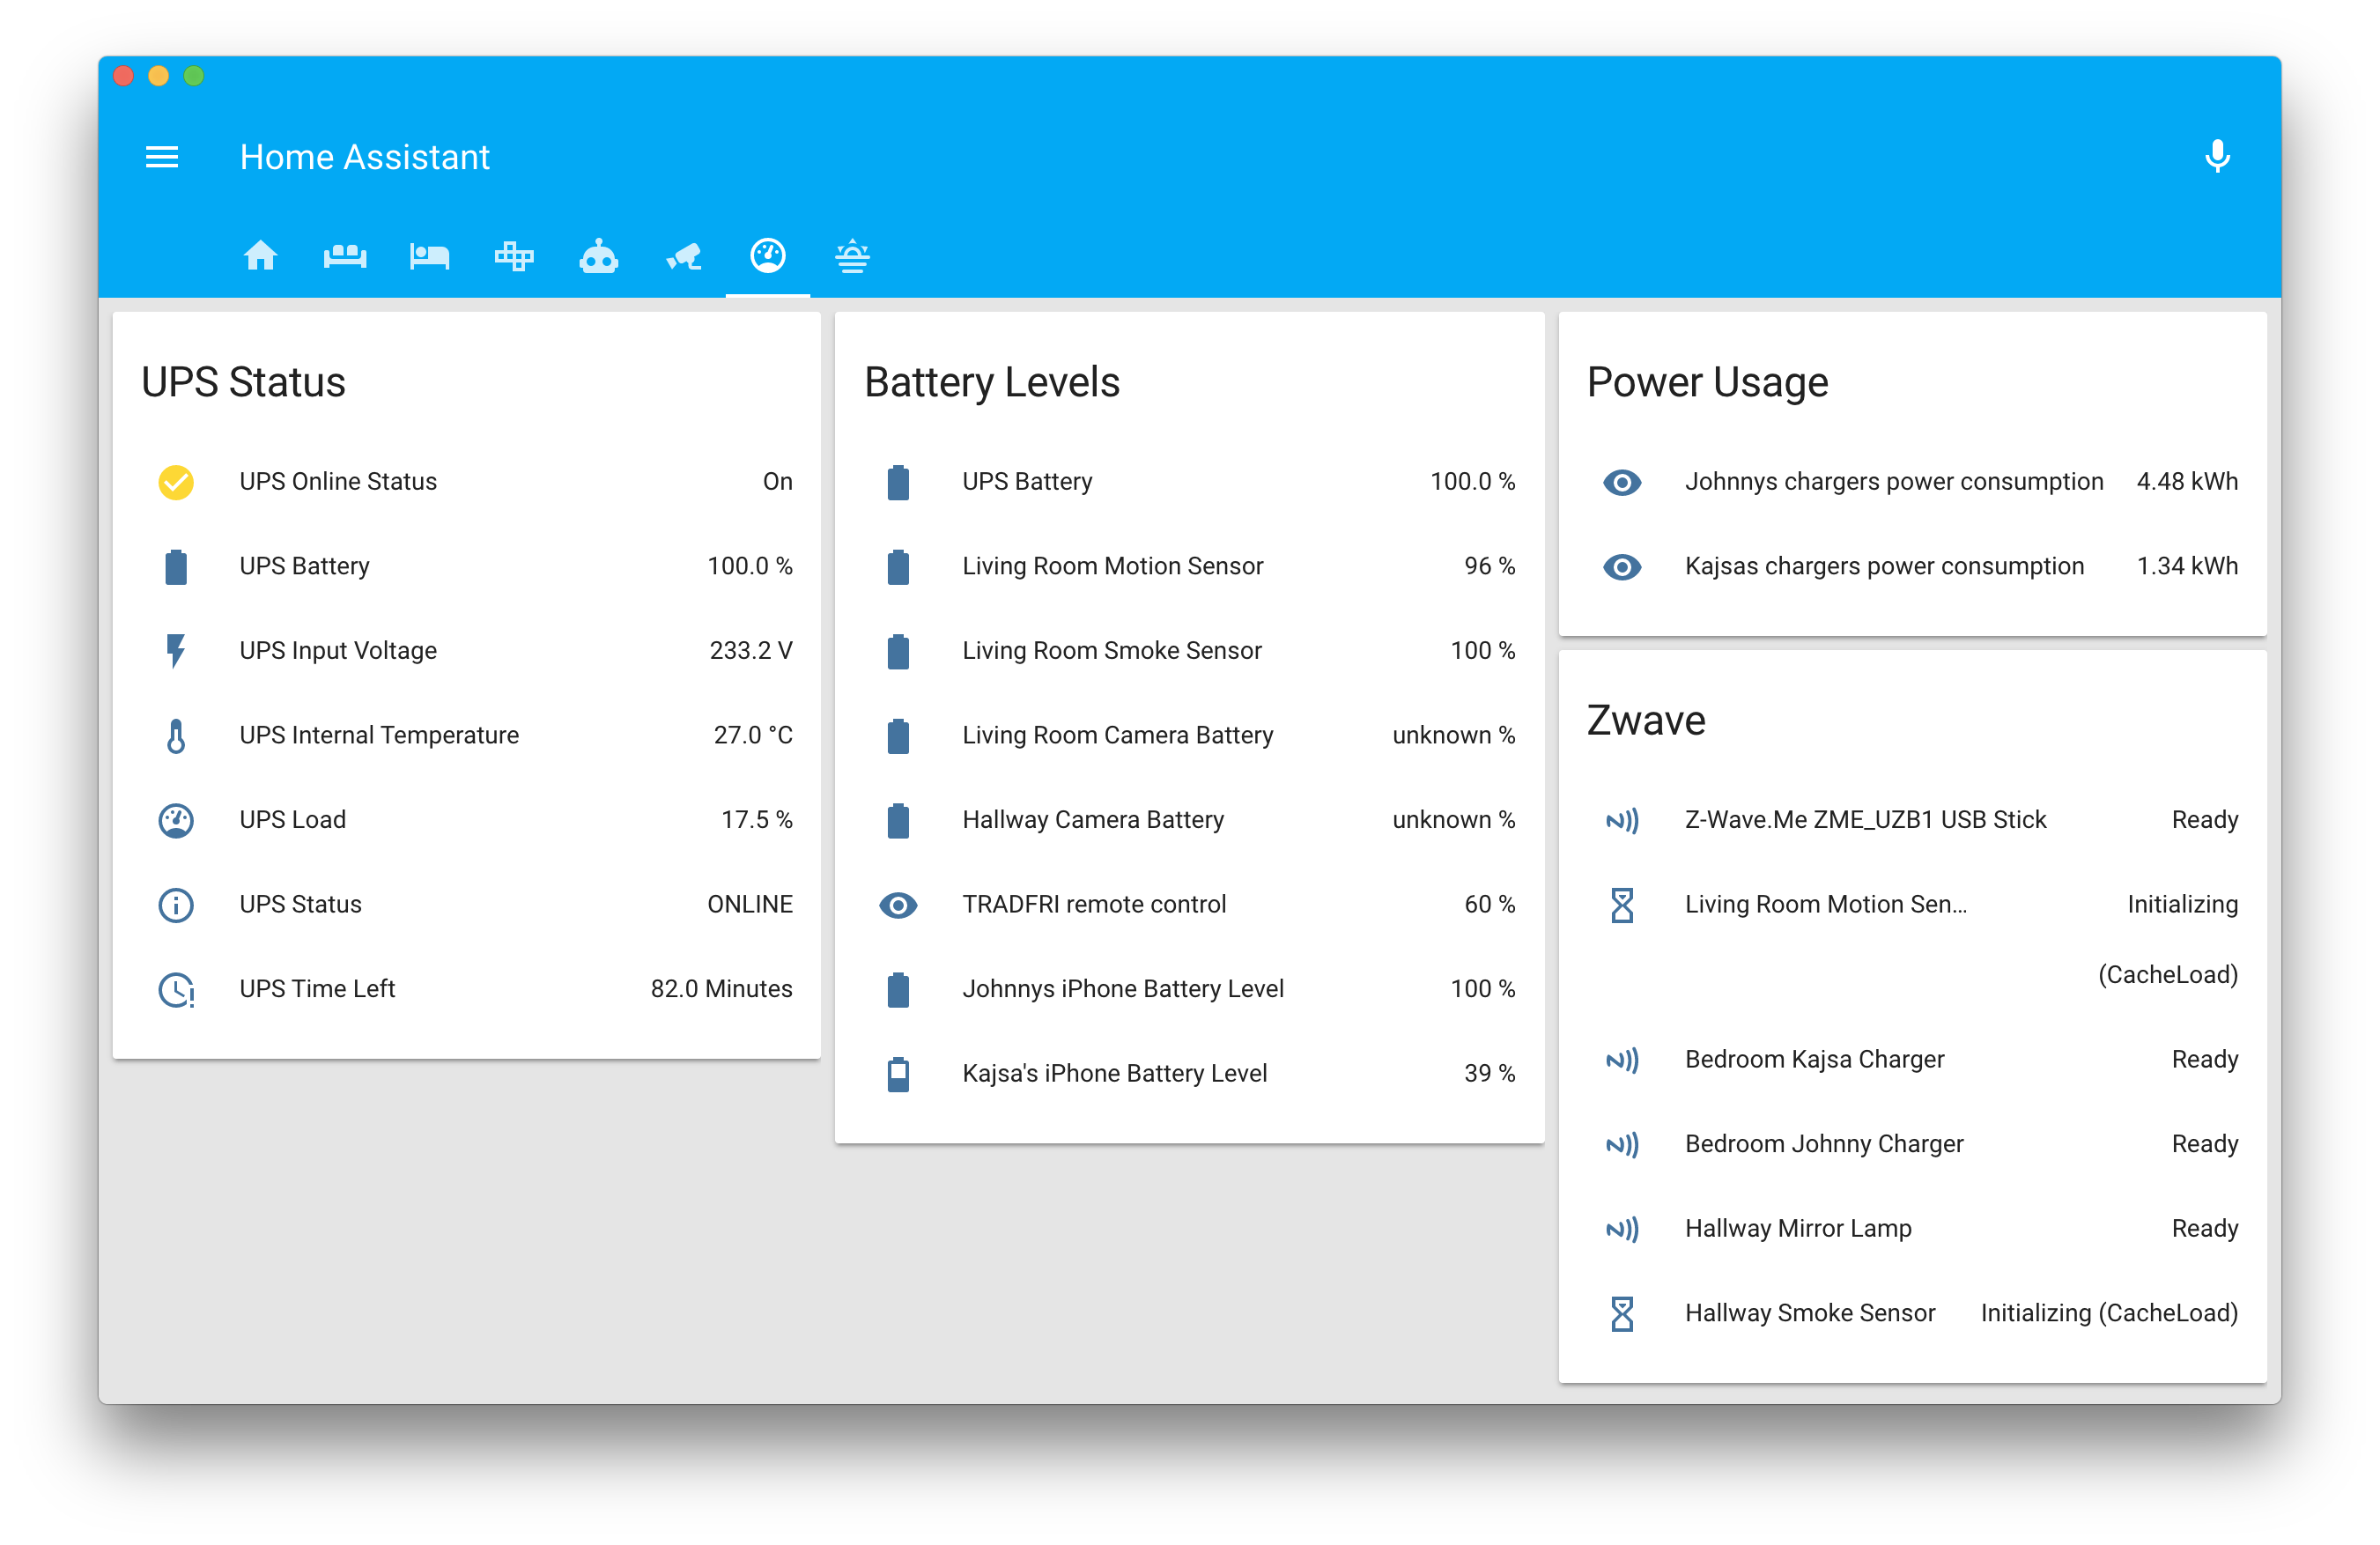 Home Assistant
UPS Status
UPS Online Status On
UPS Battery 100.0 %
UPS Input Voltage 233.2 V
UPS Internal Temperature 27.0 °C
UPS Load 17.5 %
UPS Status ONLINE
UPS Time Left 82.0 Minutes
Battery Levels
UPS Battery 100.0 %
Living Room Motion Sensor 96 %
Living Room Smoke Sensor 100 %
Living Room Camera Battery unknown %
Hallway Camera Battery unknown %
TRADFRI remote control 60 %
Johnnys iPhone Battery Level 100 %
Kajsa's iPhone Battery Level 39 %
Power Usage
Johnnys chargers power consumption 4.48 kWh
Kajsas chargers power consumption 1.34 kWh
Zwave
Z-Wave.Me ZME_UZB1 USB Stick Ready
Living Room Motion Sen... Initializing
(CacheLoad)
Bedroom Kajsa Charger Ready
Bedroom Johnny Charger Ready
Hallway Mirror Lamp Ready
Hallway Smoke Sensor Initializing (CacheLoad)